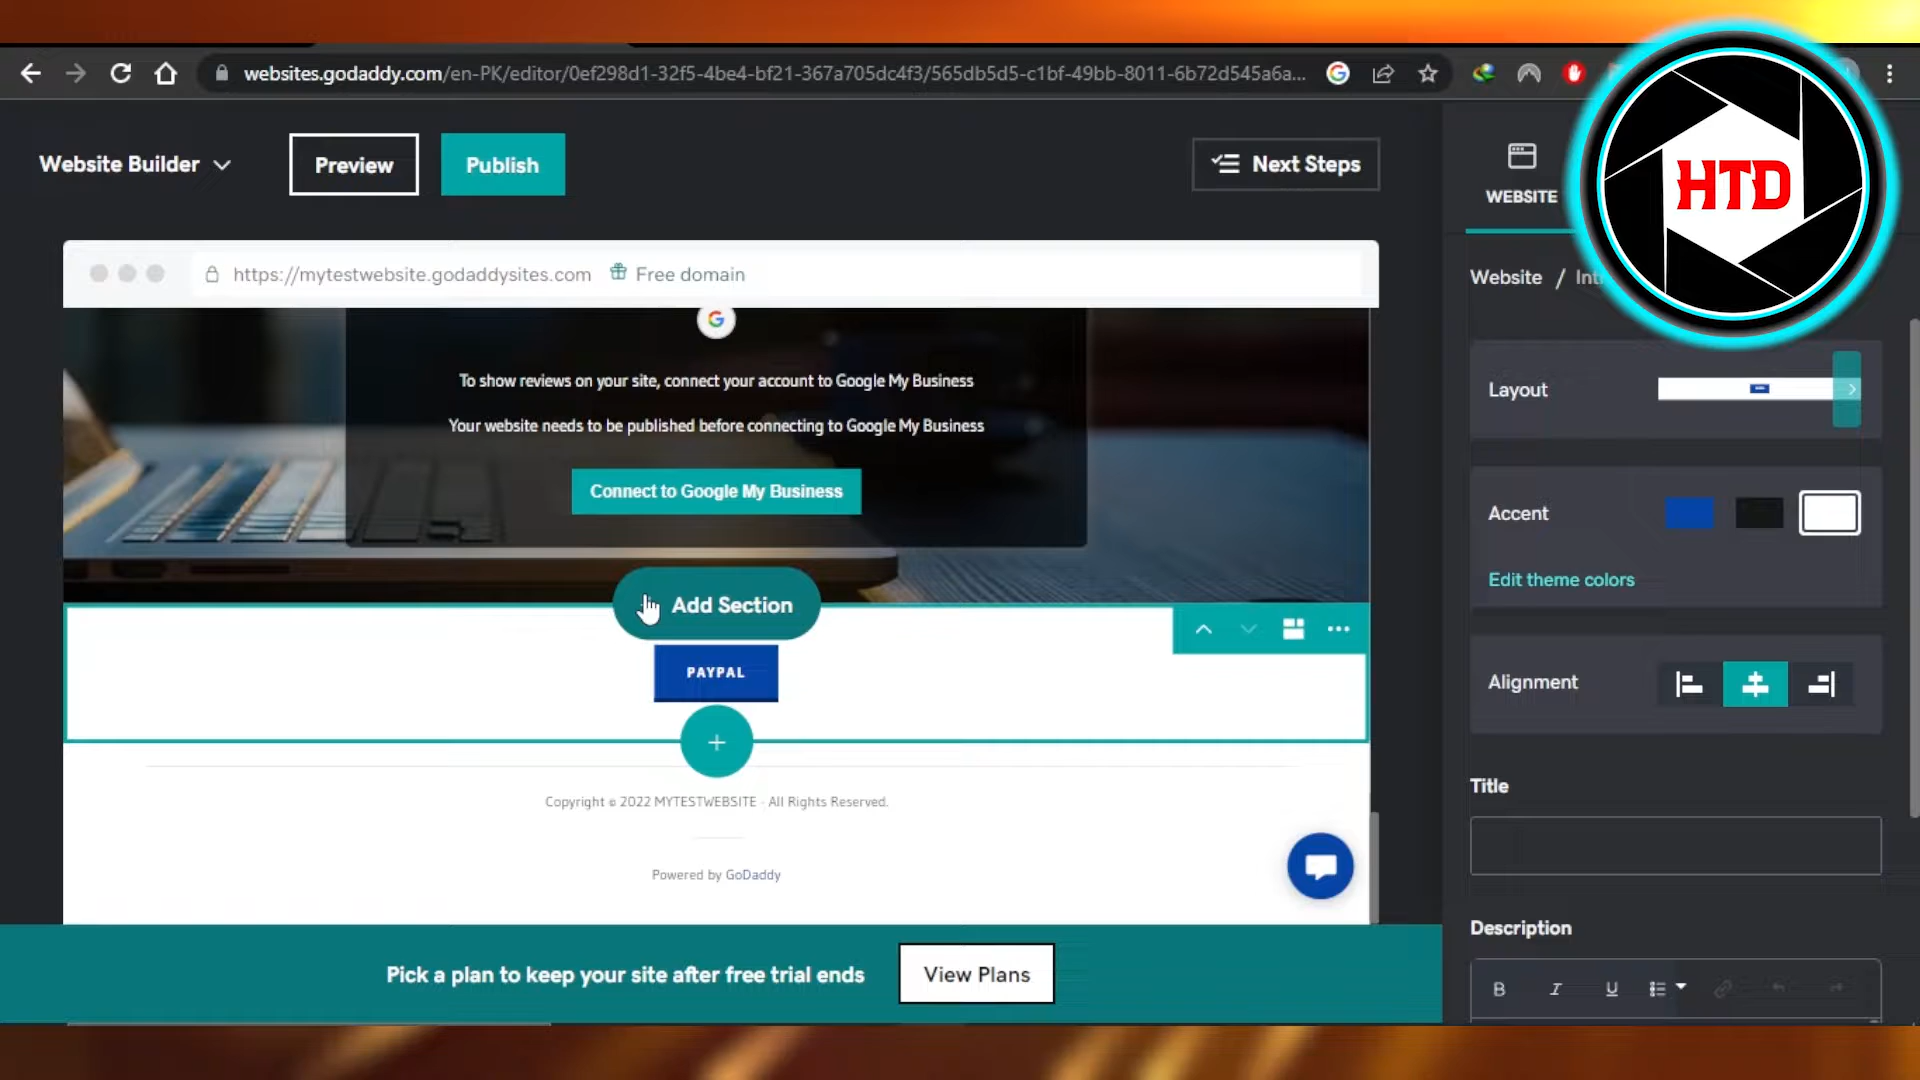 websites.godaddy.com/en-PK/editor/0ef298d1-32f5-4be4-bf21-367a705dc4f3/565db5d5-c1bf-49bb-8011-6b72d545a6a...
Website Builder
Preview
Publish
Next Steps
WEBSITE
HTD
https://mytestwebsite.godaddysites.com
Free domain
Website /
To show reviews on your site, connect your account to Google My Business
Your website needs to be published before connecting to Google My Business
Connect to Google My Business
Layout
Accent
Edit theme colors
Add Section
PAYPAL
Alignment
Title
Copyright © 2022 MYTESTWEBSITE - All Rights Reserved.
Powered by GoDaddy
Description
B I U
Pick a plan to keep your site after free trial ends
View Plans